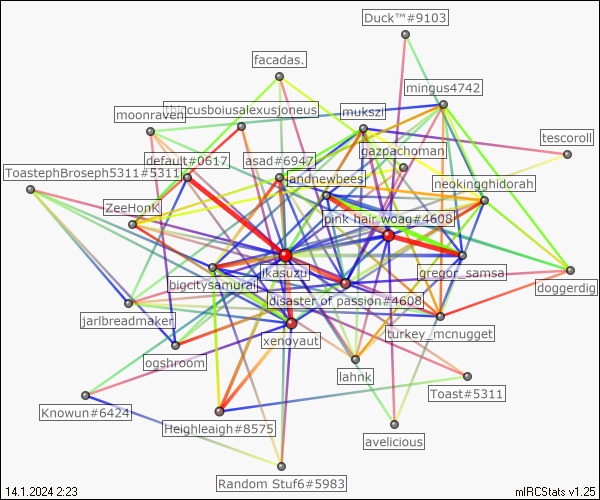 Duck™#9103
facadas.
mingus4742
moonraven
mukszi
tescoroll
gazpachoman
default#0617
asad#6947
ToastephBroseph5311#5311
andnewbees
neokingghidorah
ZeeHonK
pink hair woag#4608
gregor_samsa
jkasuzu
bigcitysamurai
doggerdig
disaster of passion#4608
jarlbreadmaker
turkey_mcnugget
xenoyaut
ogshroom
lahnk
Toast#5311
Knowun#6424
Heighleaigh#8575
avelicious
Random Stuf6#5983
14.1.2024 2:23
mIRCStats v1.25